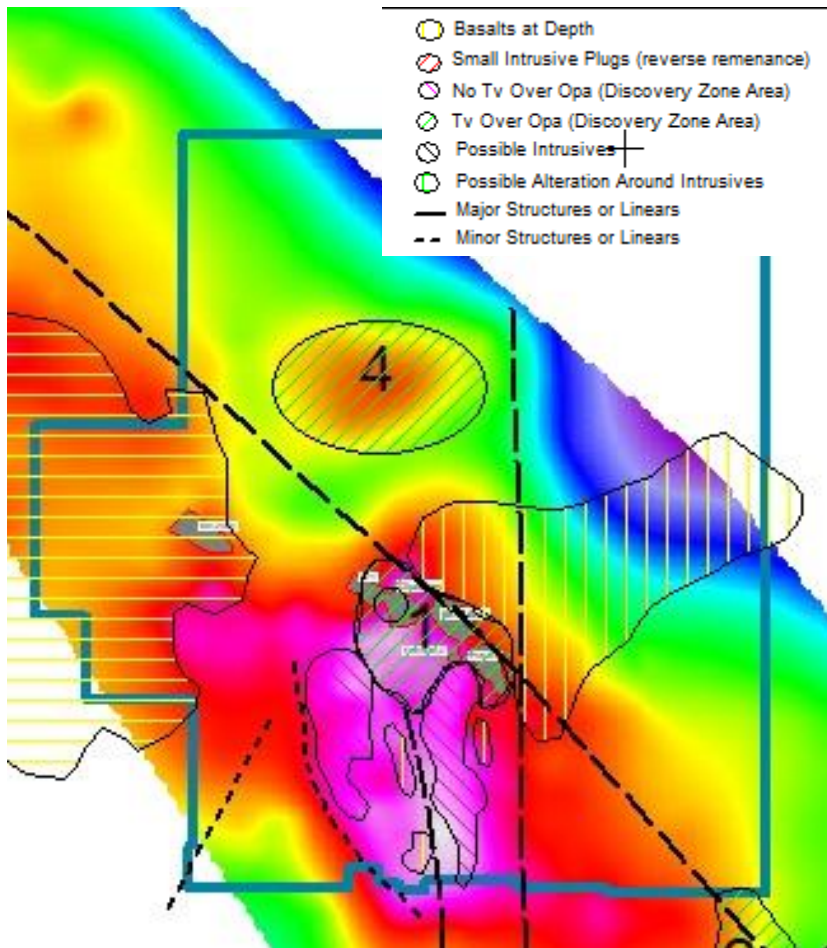 Basalts at Depth
Small Intrusive Plugs (reverse remenance)
No Tv Over Opa (Discovery Zone Area)
Tv Over Opa (Discovery Zone Area)
Possible Intrusives
Possible Alteration Around Intrusives
Major Structures or Linears
Minor Structures or Linears
4
1